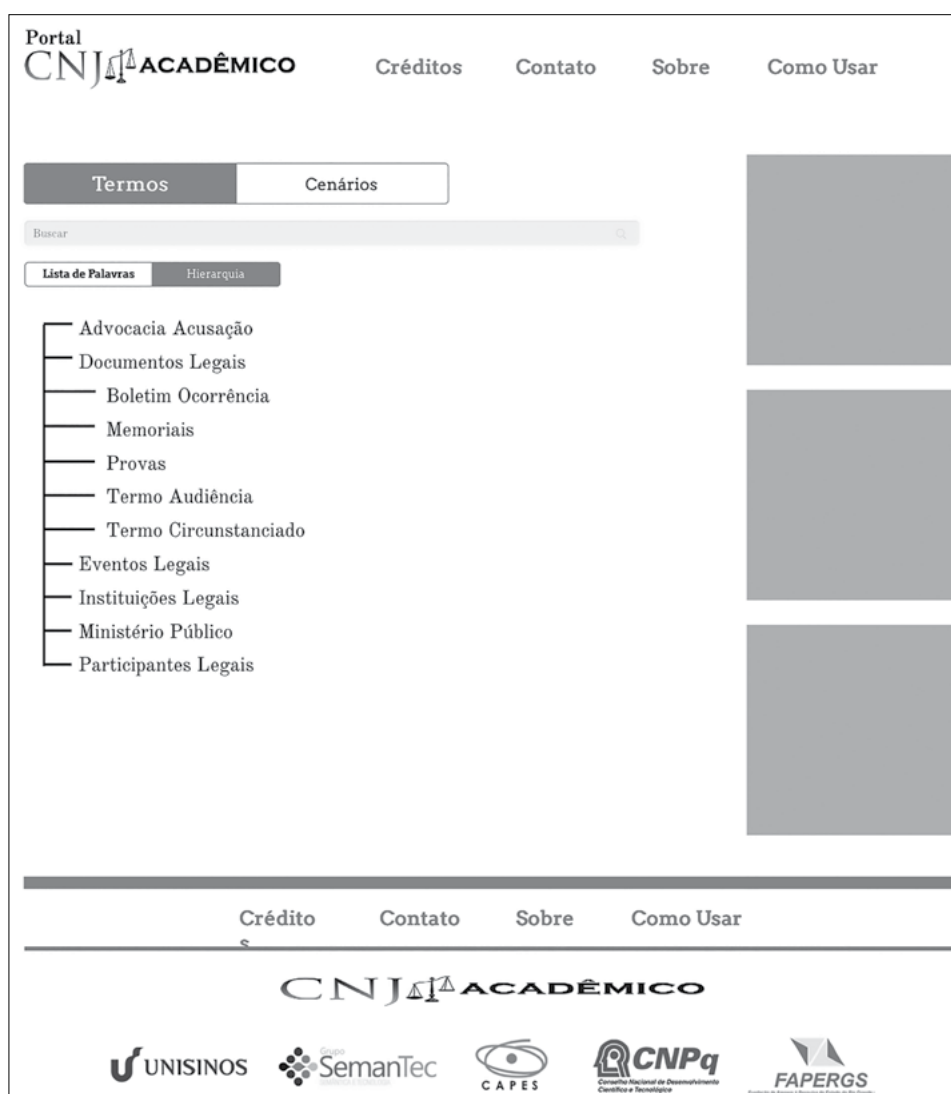 Portal
CNJ ACADÊMICO
Créditos Contato Sobre Como Usar
Termos Cenários
Buscar
Lista de Palavras Hierarquia
Advocacia Acusação
Documentos Legais
Boletim Ocorrência
Memoriais
Provas
Termo Audiência
Termo Circunstanciado
Eventos Legais
Instituições Legais
Ministério Público
Participantes Legais
Crédito Contato Sobre Como Usar
s
CNJ ACADÊMICO
UNISINOS Grupo SemanTec CAPES CNPq FAPERGS
Conselho Nacional de Desenvolvimento
Científico e Tecnológico